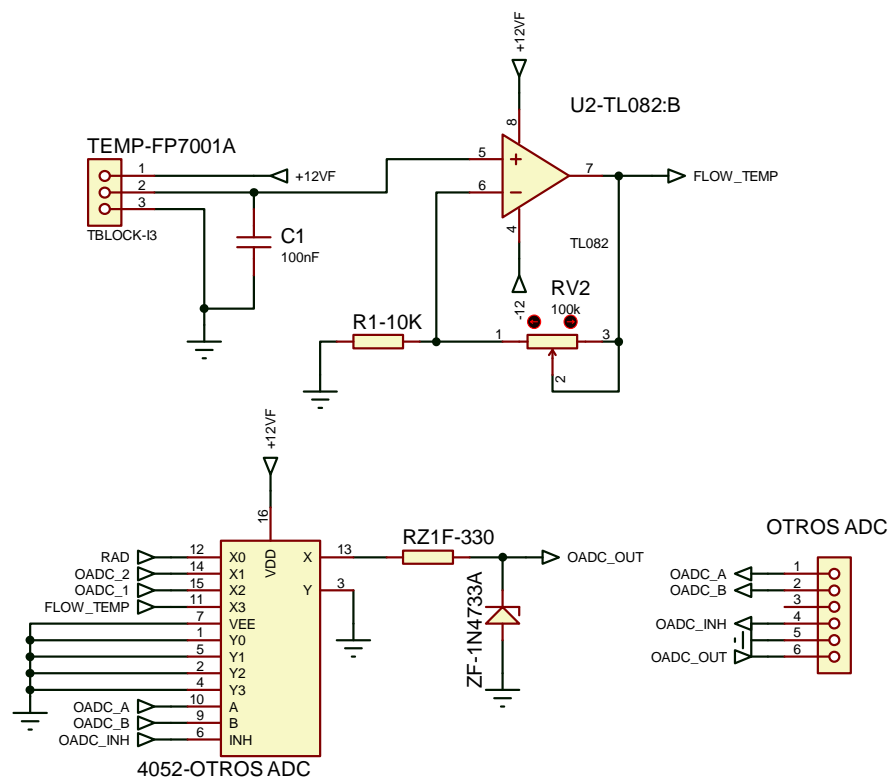 +12VF
U2-TL082:B
TEMP-FP7001A
1
+12VF
2
3
TBLOCK-I3
C1
100nF
8
5
6
7
FLOW_TEMP
4
TL082
-12
RV2
100k
R1-10K
1
3
2
+12VF
16
VDD
RAD 12 X0
OADC_2 14 X1
OADC_1 15 X2
FLOW_TEMP 11 X3
7 VEE
1 Y0
5 Y1
2 Y2
4 Y3
OADC_A 10 A
OADC_B 9 B
OADC_INH 6 INH
X 13
Y 3
4052-OTROS ADC
RZ1F-330
OADC_OUT
ZF-1N4733A
OTROS ADC
OADC_A 1
OADC_B 2
3
OADC_INH 4
5
OADC_OUT 6